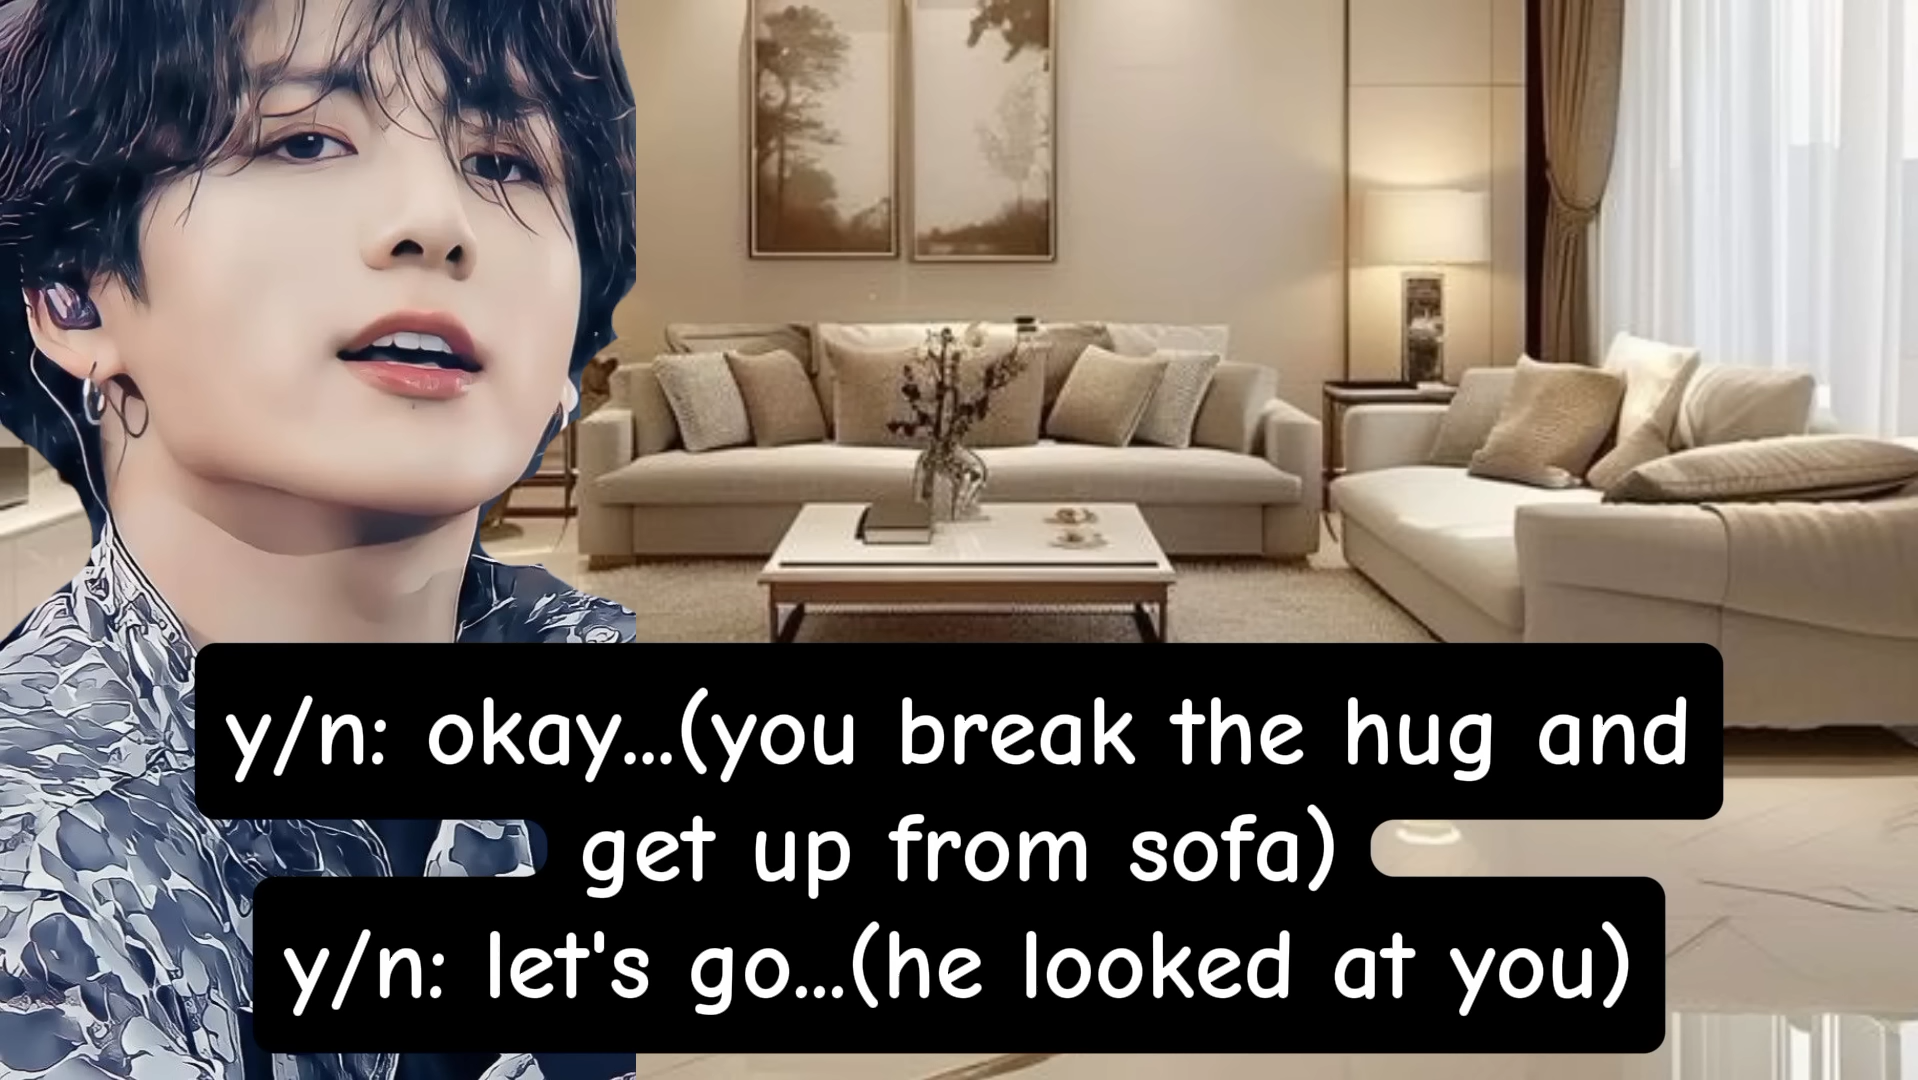 y/n: okay...(you break the hug and
get up from sofa)
y/n: let's go...(he looked at you)